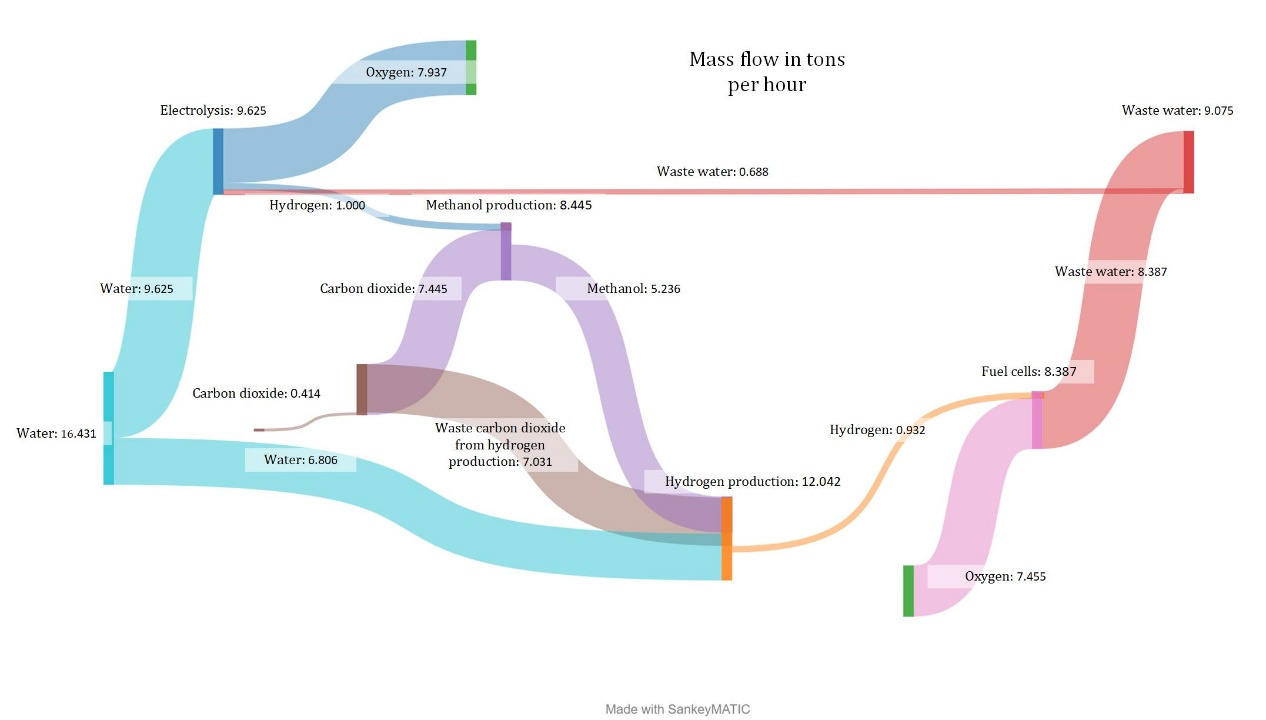 Mass flow in tons
per hour
Oxygen: 7.937
Electrolysis: 9.625
Waste water: 9.075
Waste water: 0.688
Hydrogen: 1.000
Methanol production: 8.445
Waste water: 8.387
Water: 9.625
Carbon dioxide: 7.445
Methanol: 5.236
Fuel cells: 8.387
Carbon dioxide: 0.414
Water: 16.431
Waste carbon dioxide
from hydrogen
production: 7.031
Hydrogen: 0.932
Water: 6.806
Hydrogen production: 12.042
Oxygen: 7.455
Made with SankeyMATIC